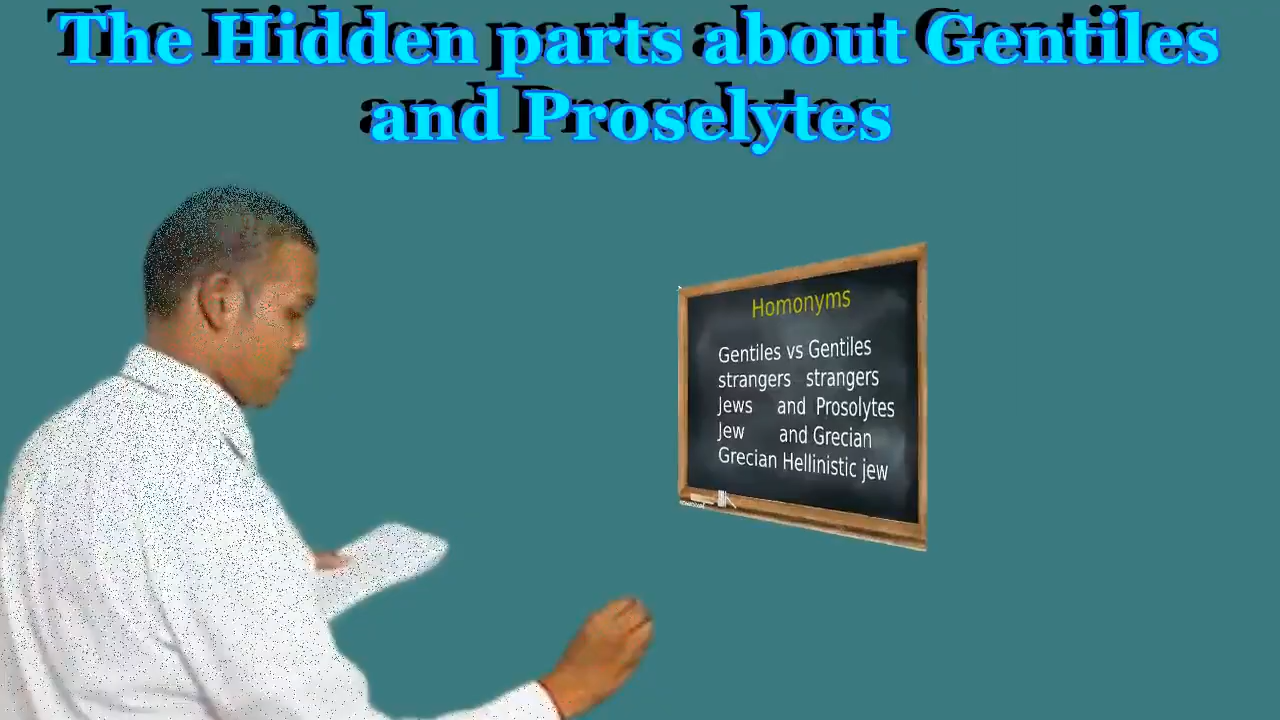 The Hidden parts about Gentiles
and Proselytes
Homonyms
Gentiles vs Gentiles
strangers strangers
Jews and Prosolytes
Jew and Grecian
Grecian Hellinistic jew